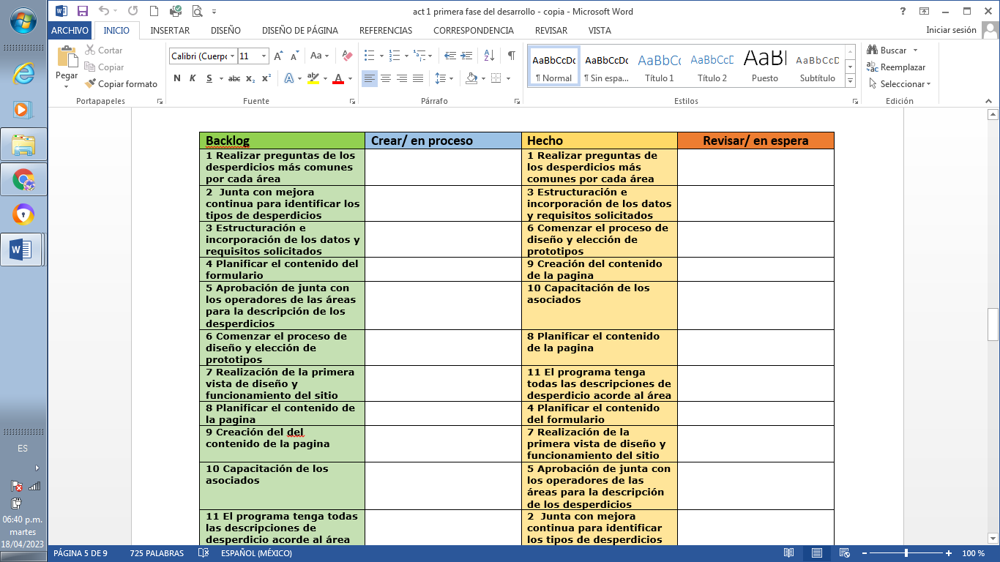 act 1 primera fase del desarrollo - copia - Microsoft Word
ARCHIVO INICIO INSERTAR DISEÑO DISEÑO DE PÁGINA REFERENCIAS CORRESPONDENCIA REVISAR VISTA Iniciar sesión
Pegar
Cortar
Copiar
Copiar formato
Portapapeles
Calibri (Cuerpo 11
N K S abc x₂ x²
Fuente
Párrafo
AaBbCcDc
¶ Normal
AaBbCcDc
¶ Sin espa...
AaBbC(
Título 1
AaBbCcE
Título 2
AaB
Puesto
AaBbCcD
Subtítulo
Estilos
Buscar
Reemplazar
Seleccionar
Edición
Backlog
Crear/ en proceso
Hecho
Revisar/ en espera
1 Realizar preguntas de los
desperdicios más comunes
por cada área
1 Realizar preguntas de
los desperdicios más
comunes por cada área
2 Junta con mejora
continua para identificar los
tipos de desperdicios
3 Estructuración e
incorporación de los datos
y requisitos solicitados
3 Estructuración e
incorporación de los datos y
requisitos solicitados
6 Comenzar el proceso de
diseño y elección de
prototipos
4 Planificar el contenido del
formulario
9 Creación del contenido
de la pagina
5 Aprobación de junta con
los operadores de las áreas
para la descripción de los
desperdicios
10 Capacitación de los
asociados
6 Comenzar el proceso de
diseño y elección de
prototipos
8 Planificar el contenido
de la pagina
7 Realización de la primera
vista de diseño y
funcionamiento del sitio
11 El programa tenga
todas las descripciones de
desperdicio acorde al área
8 Planificar el contenido de
la pagina
4 Planificar el contenido
del formulario
9 Creación del del
contenido de la pagina
7 Realización de la
primera vista de diseño y
funcionamiento del sitio
10 Capacitación de los
asociados
5 Aprobación de junta con
los operadores de las
áreas para la descripción
de los desperdicios
11 El programa tenga todas
las descripciones de
desperdicio acorde al área
2 Junta con mejora
continua para identificar
los tipos de desperdicios
ES
06:40 p.m.
martes
18/04/2023
PÁGINA 5 DE 9 725 PALABRAS ESPAÑOL (MÉXICO) 100 %